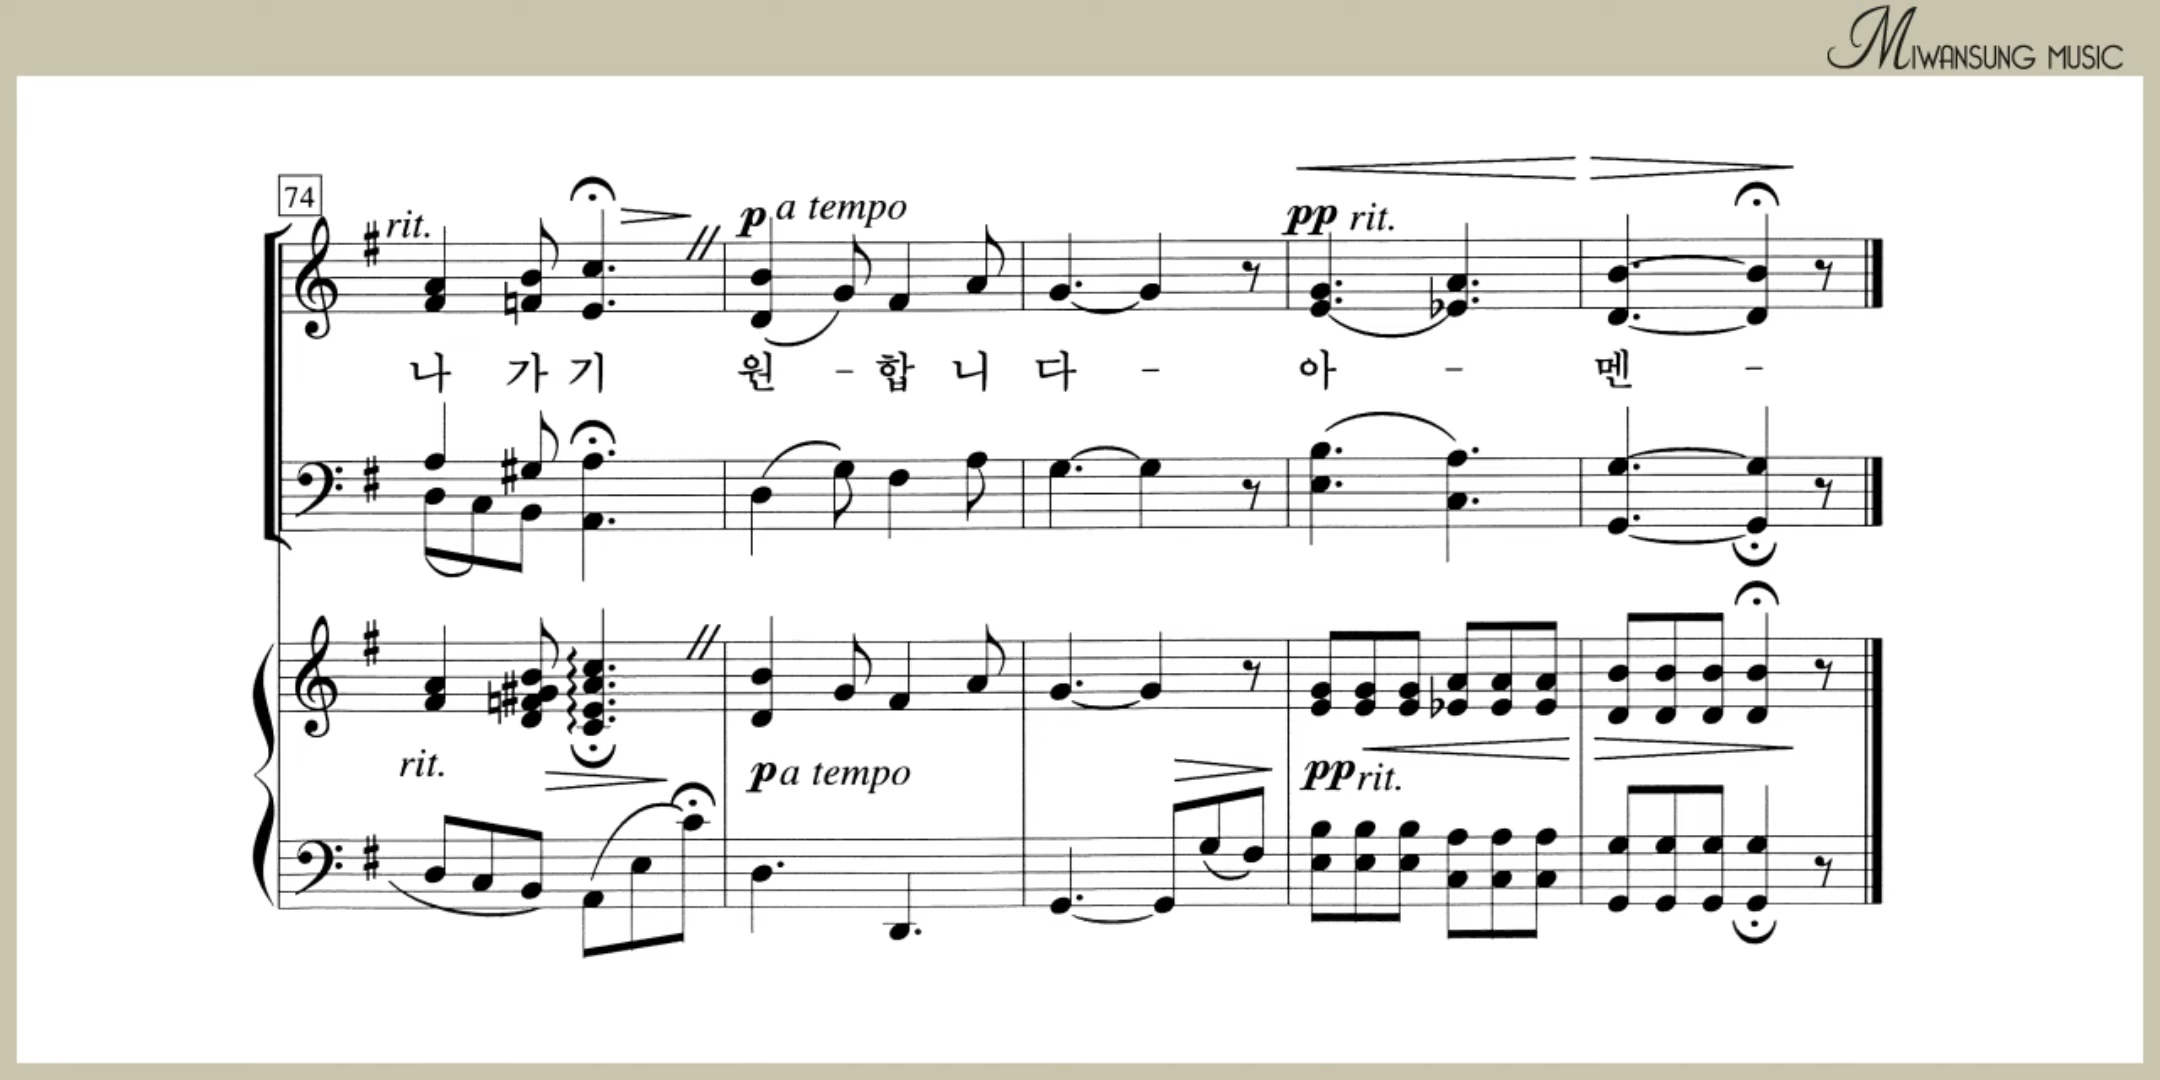 MIWANSUNG MUSIC
74
rit.
p a tempo
pp rit.
나 가 기 원 - 합 니 다 - 아 - 멘 -
rit.
p a tempo
pp rit.